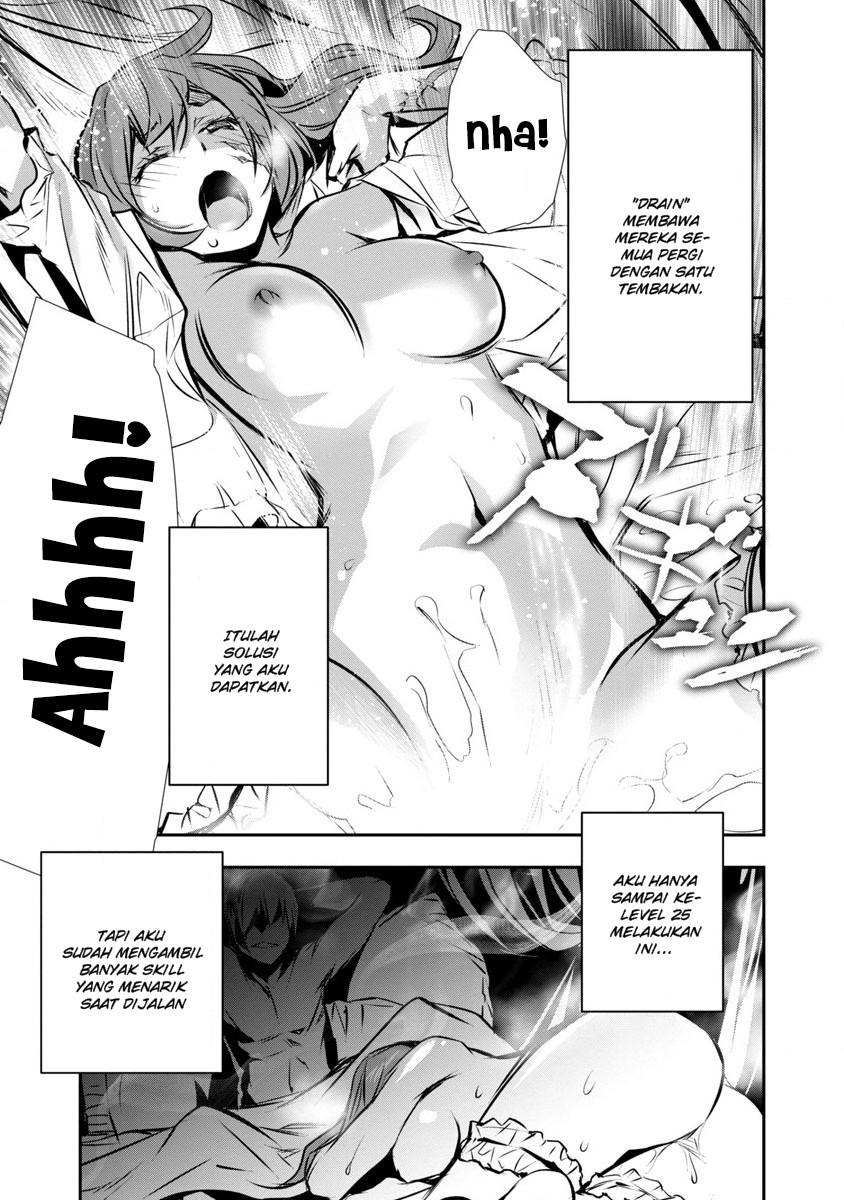 nha!
"DRAIN"
MEMBAWA
MEREKA SE-
MUA PERGI
DENGAN SATU
TEMBAKAN.
Ahhhh!
ITULAH
SOLUSI
YANG AKU
DAPATKAN.
AKU HANYA
SAMPAI KE-
LEVEL 25
MELAKUKAN
INI...
TAPI AKU
SUDAH MENGAMBIL
BANYAK SKILL
YANG MENARIK
SAAT DIJALAN